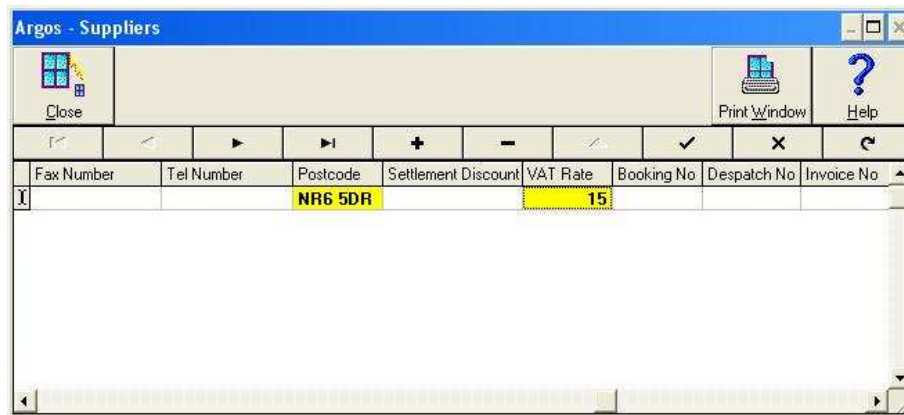 Argos - Suppliers
Close
Print Window
Help
Fax Number Tel Number Postcode Settlement Discount VAT Rate Booking No Despatch No Invoice No
NR6 5DR 15